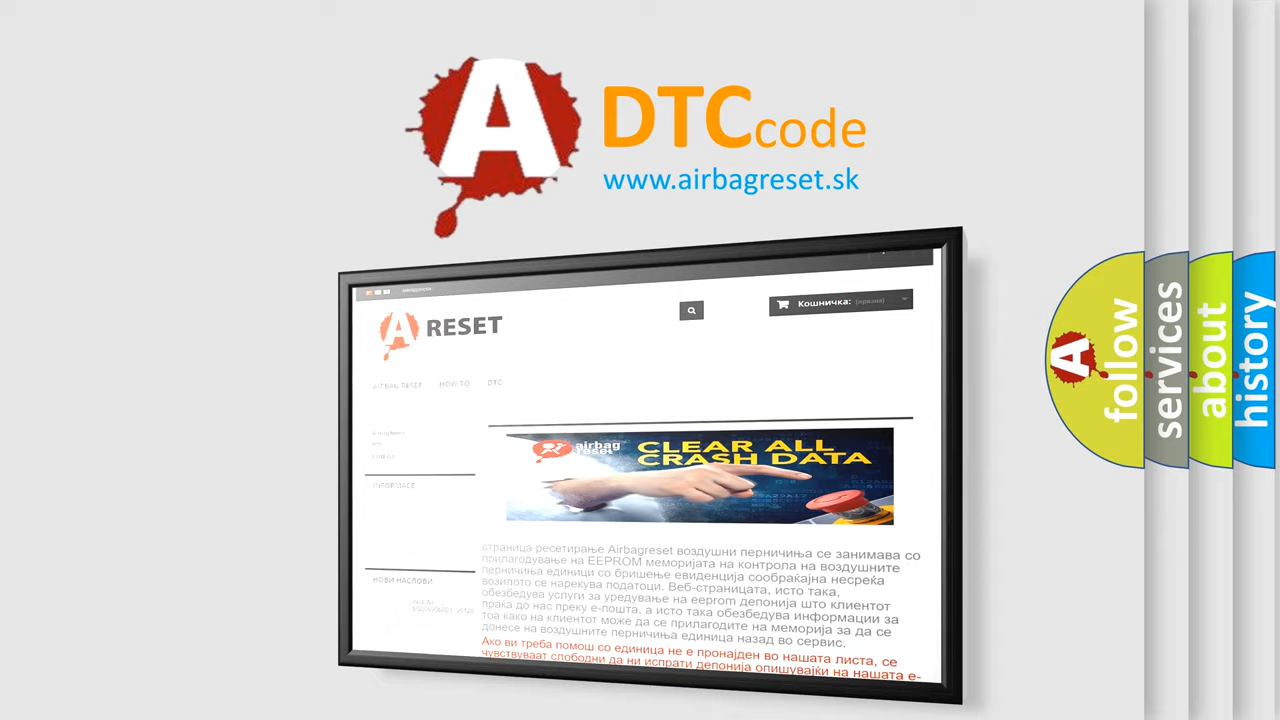 A DTC code
www.airbagreset.sk
A RESET
Кошничка: (празна)
AIRBAG RESET HOW TO DTC
airbag reset
CLEAR ALL
CRASH DATA
INFORMACE
НОВИ НАСЛОВИ
страница ресетирање Airbagreset воздушни перничиња се занимава со
прилагодување на EEPROM меморијата на контрола на воздушните
перничиња единици со бришење евиденција сообраќајна несреќа
возилото се нарекува податоци. Веб-страницата, исто така,
обезбедува услуги за уредување на eeprom депонија што клиентот
праќа до нас преку е-пошта, а исто така обезбедува информации за
тоа како на клиентот може да се прилагодите на меморија за да се
донесе на воздушните перничиња единица назад во сервис.
Ако ви треба помош со единица не е пронајден во нашата листа, се
чувствуваат слободни да ни испрати депонија опишувајќи на нашата е-
A
follow
services
about
history